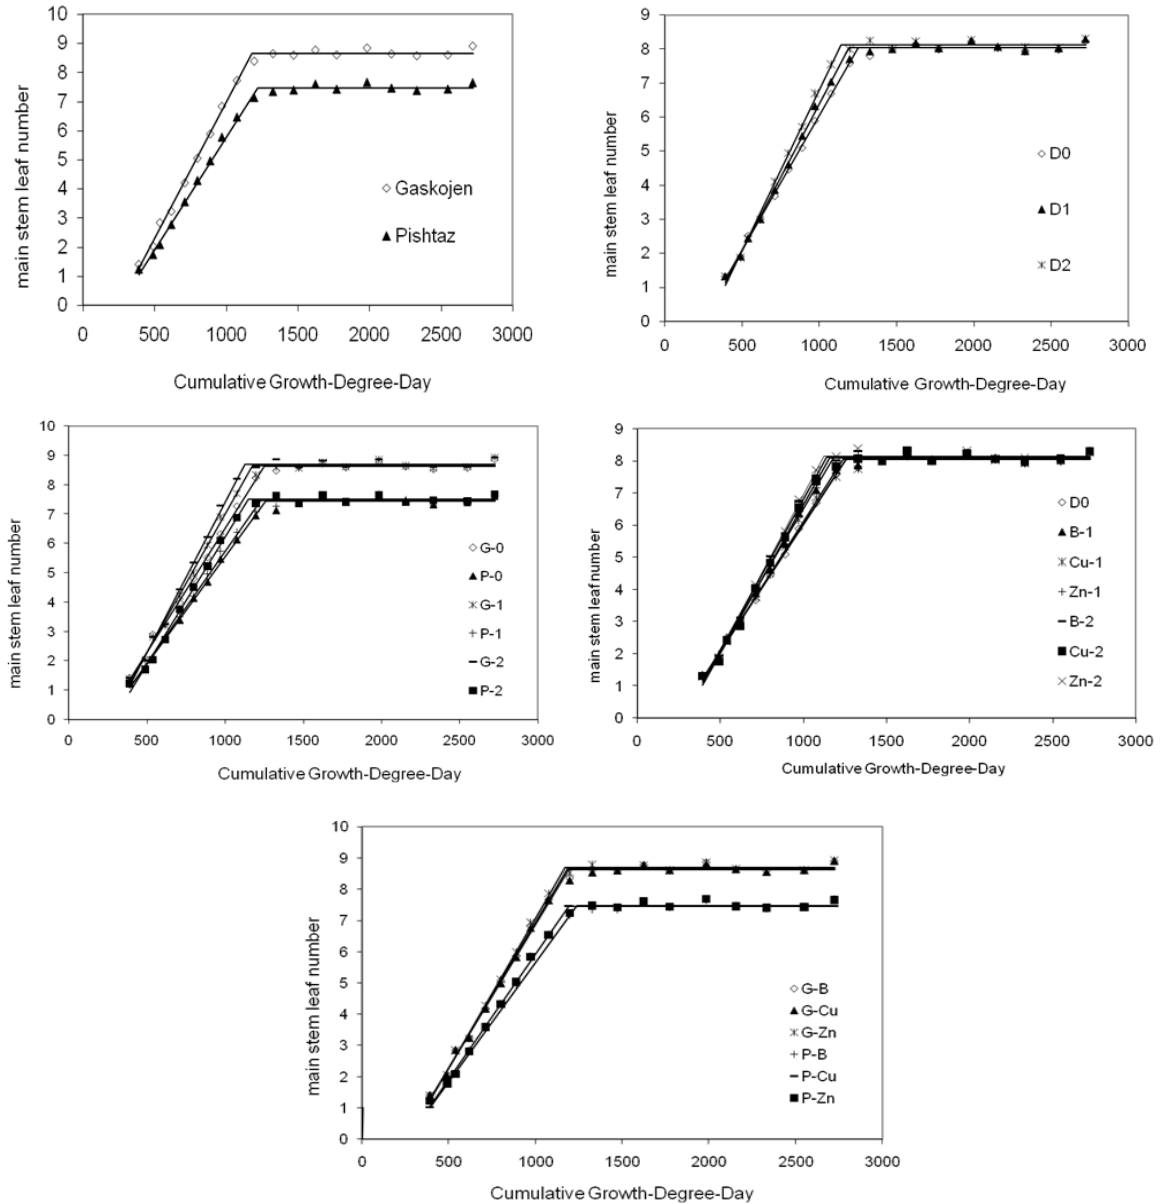 main stem leaf number
10
9
8
7
6
5
4
3
2
1
0
Gaskojen
Pishtaz
0 500 1000 1500 2000 2500 3000
Cumulative Growth-Degree-Day
main stem leaf number
9
8
7
6
5
4
3
2
1
0
D0
D1
D2
0 500 1000 1500 2000 2500 3000
Cumulative Growth-Degree-Day
main stem leaf number
10
9
8
7
6
5
4
3
2
1
0
G-0
P-0
G-1
P-1
G-2
P-2
0 500 1000 1500 2000 2500 3000
Cumulative Growth-Degree-Day
main stem leaf number
9
8
7
6
5
4
3
2
1
0
D0
B-1
Cu-1
Zn-1
B-2
Cu-2
Zn-2
0 500 1000 1500 2000 2500 3000
Cumulative Growth-Degree-Day
main stem leaf number
10
9
8
7
6
5
4
3
2
1
0
G-B
G-Cu
G-Zn
P-B
P-Cu
P-Zn
0 500 1000 1500 2000 2500 3000
Cumulative Growth-Degree-Day